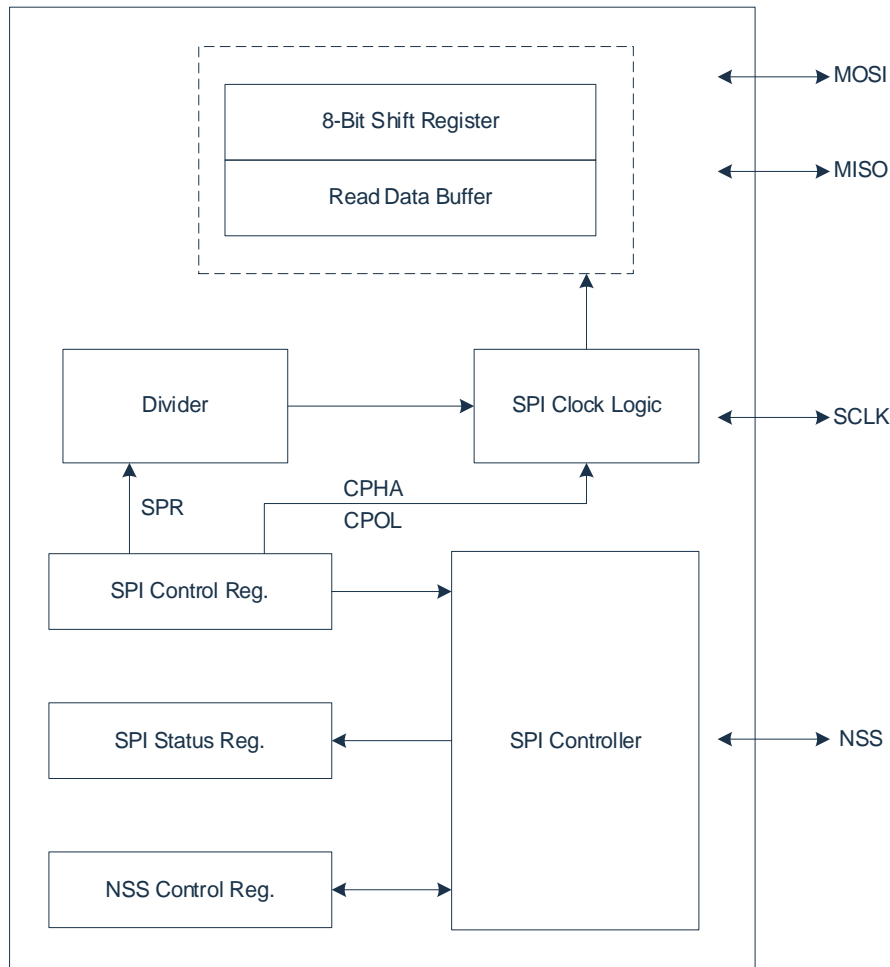 MOSI
8-Bit Shift Register
MISO
Read Data Buffer
Divider
SPI Clock Logic
SCLK
CPHA
SPR
CPOL
SPI Control Reg.
SPI Status Reg.
SPI Controller
NSS
NSS Control Reg.